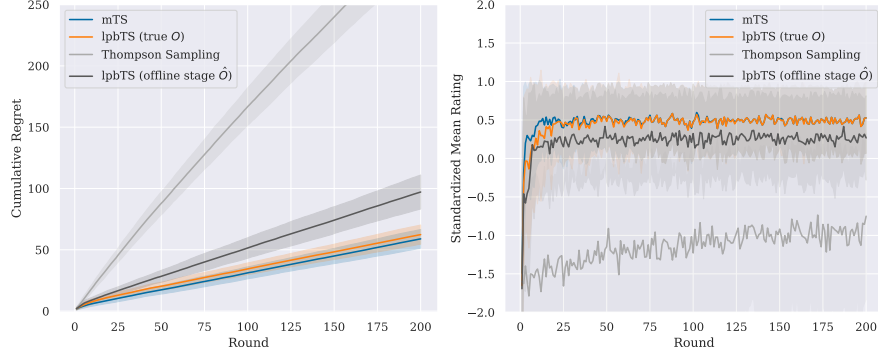 250
200
150
100
50
0
Cumulative Regret
mTS
lpbTS (true O)
Thompson Sampling
lpbTS (offline stage Ô)
0 25 50 75 100 125 150 175 200
Round
2.0
1.5
1.0
0.5
0.0
−0.5
−1.0
−1.5
−2.0
Standardized Mean Rating
mTS
lpbTS (true O)
Thompson Sampling
lpbTS (offline stage Ô)
0 25 50 75 100 125 150 175 200
Round